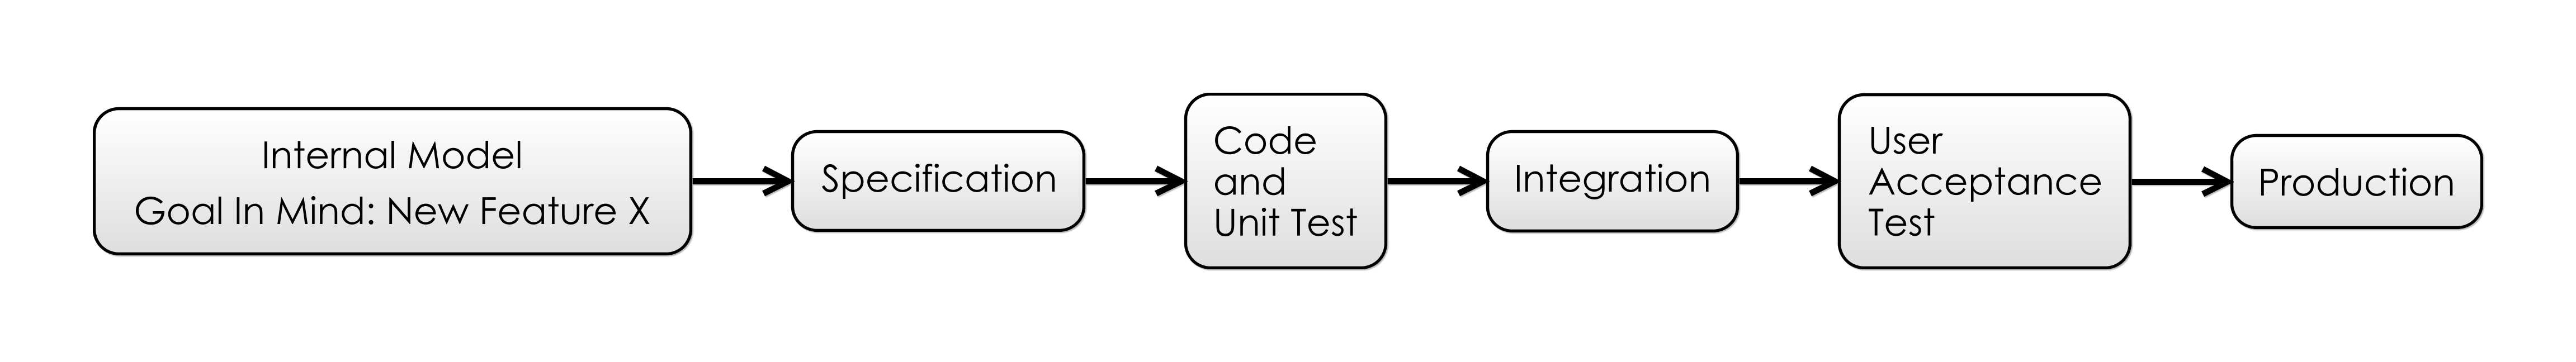 Internal Model
Goal In Mind: New Feature X
Specification
Code
and
Unit Test
Integration
User
Acceptance
Test
Production